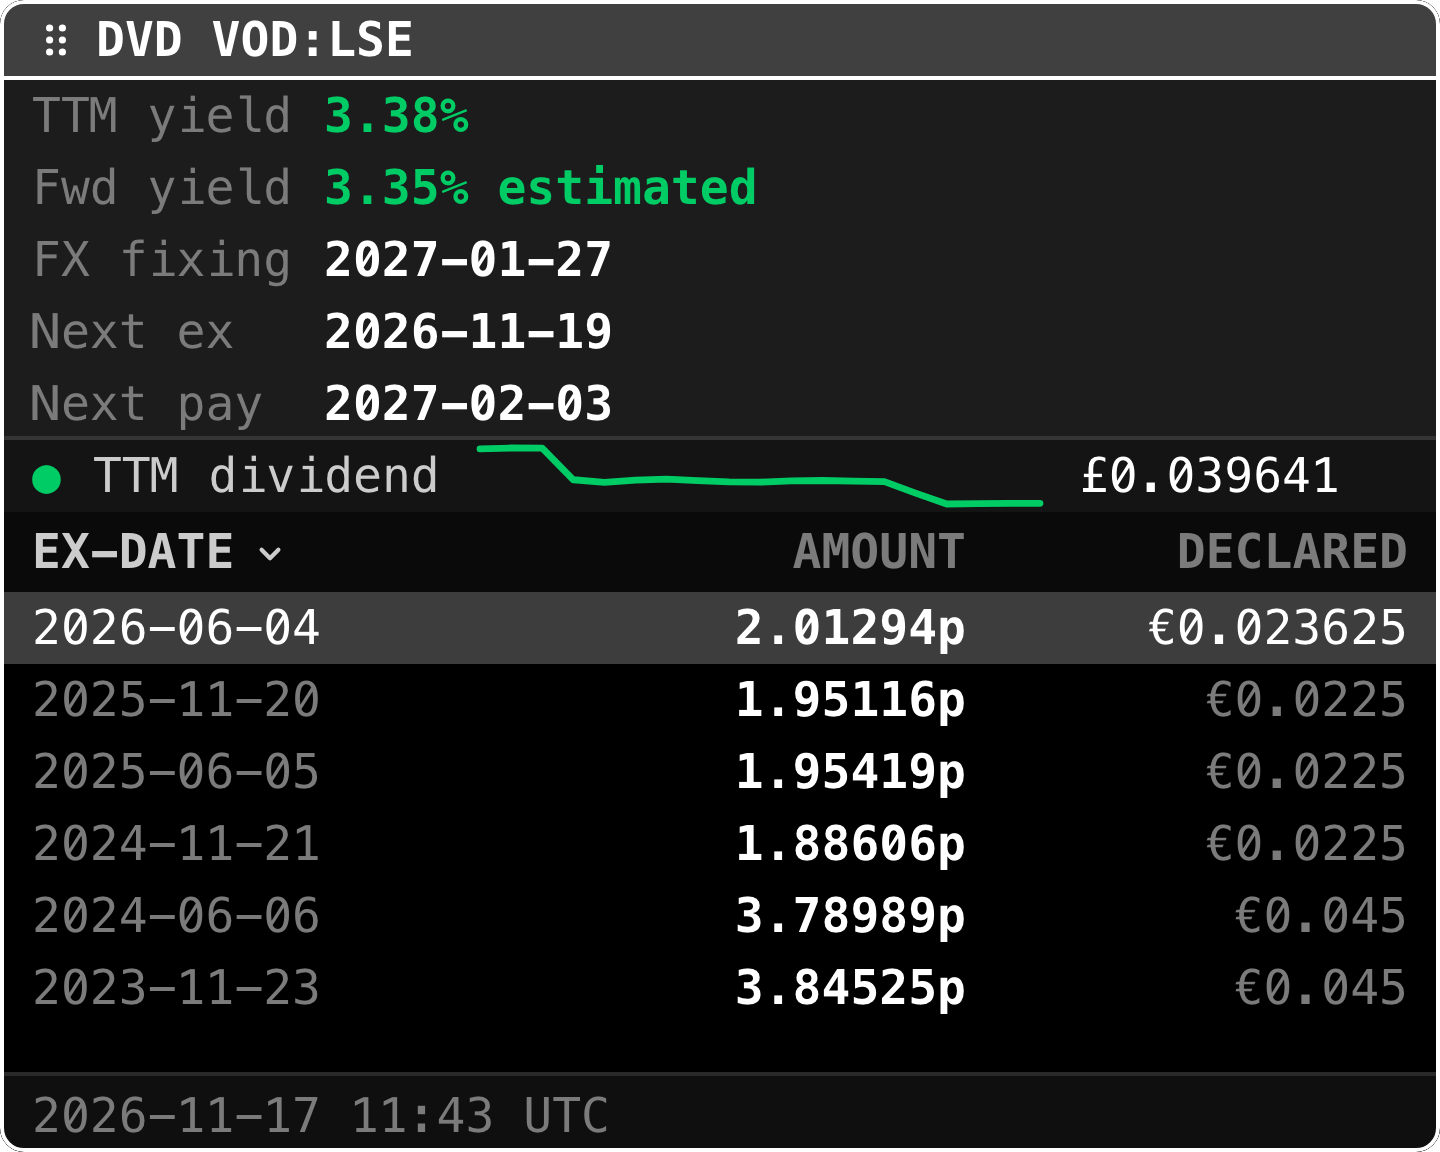 DVD VOD:LSE
TTM yield 3.38%
Fwd yield 3.35% estimated
FX fixing 2027-01-27
Next ex 2026-11-19
Next pay 2027-02-03
TTM dividend £0.039641
EX-DATE AMOUNT DECLARED
2026-06-04 2.01294p €0.023625
2025-11-20 1.95116p €0.0225
2025-06-05 1.95419p €0.0225
2024-11-21 1.88606p €0.0225
2024-06-06 3.78989p €0.045
2023-11-23 3.84525p €0.045
2026-11-17 11:43 UTC